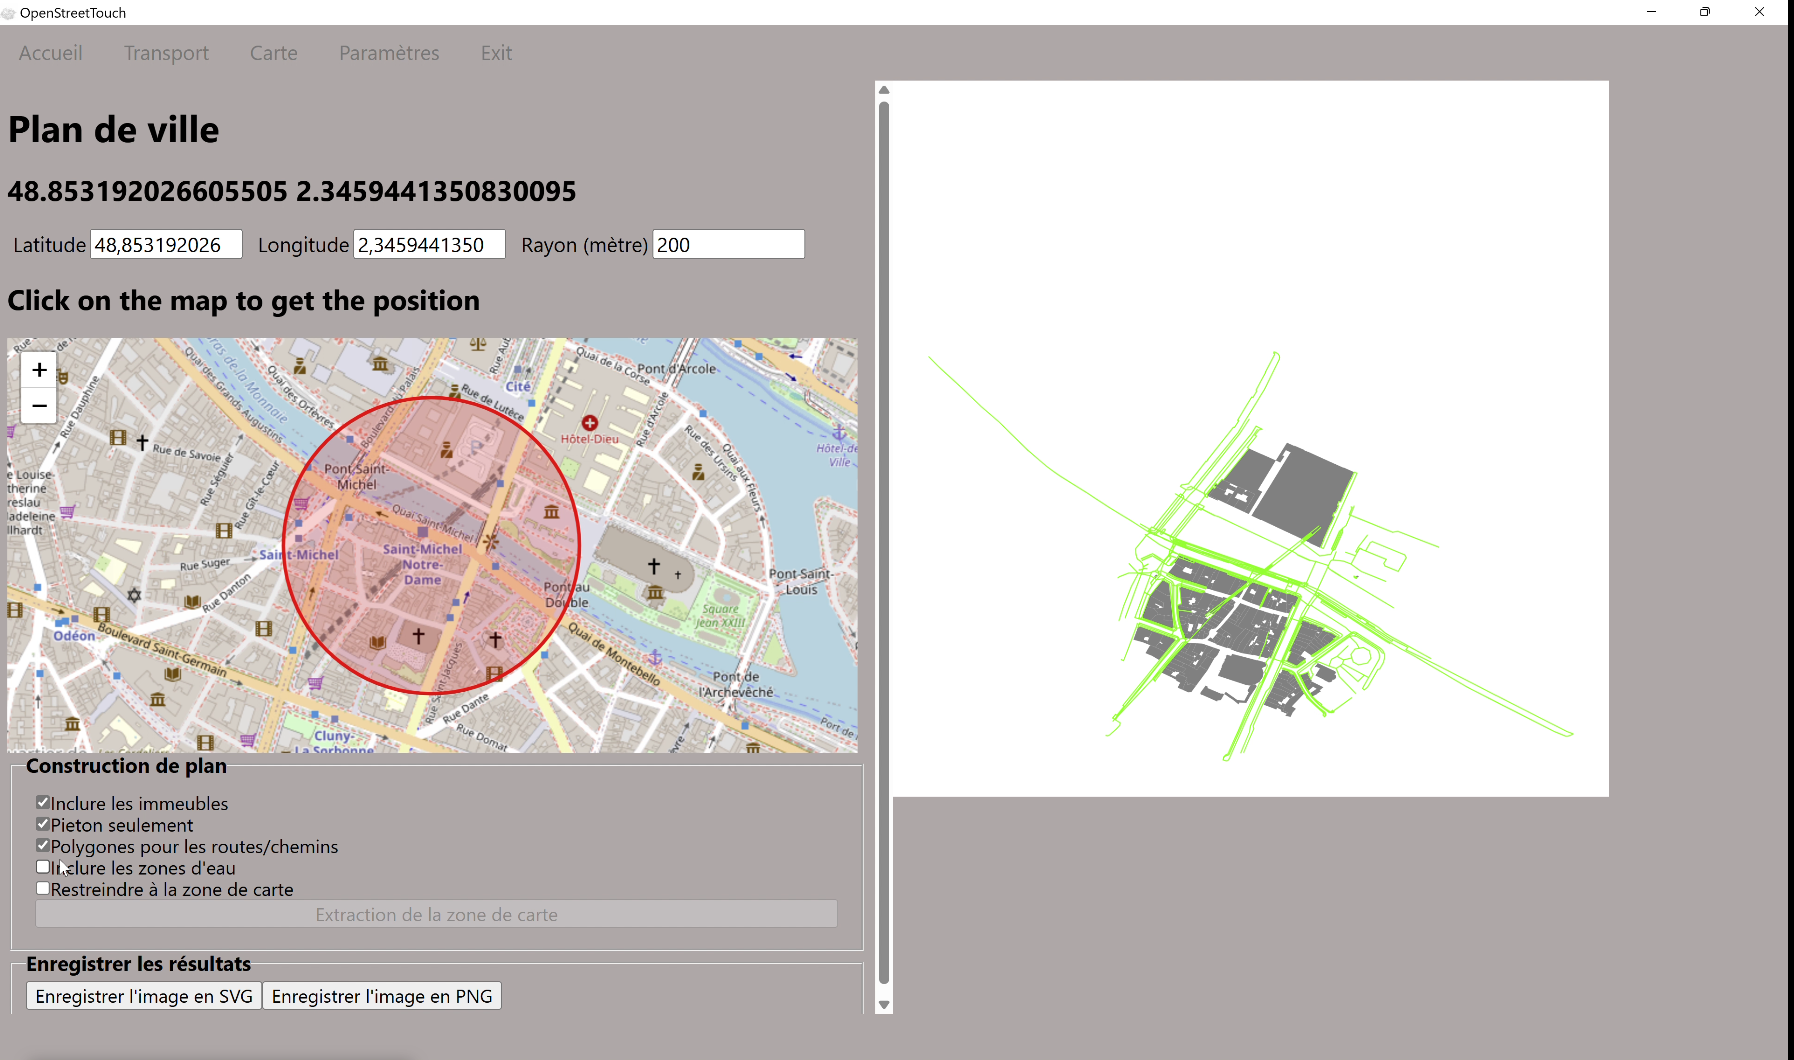 OpenStreetTouch
Accueil Transport Carte Paramètres Exit
Plan de ville
48.853192026605505 2.3459441350830095
Latitude 48,853192026 Longitude 2,3459441350 Rayon (mètre) 200
Click on the map to get the position
+
−
Rue Dauphine
Quai des Grands Augustins
Quai des Orfèvres
Boulevard du Palais
Cité
Rue de Lutèce
Quai de la Corse
Pont d'Arcole
Rue d'Arcole
Hôtel-Dieu
Rue des Ursins
Quai aux Fleurs
Hôtel-de
Ville
Rue de Savoie
Rue Séguier
Rue Gît-le-Cœur
Pont Saint-
Michel
Quai Saint-Michel
Saint-Michel
Saint-Michel
Notre-
Dame
e Louise-
therine
reslau
adeleine
llhardt
Rue Suger
Rue Danton
Pont au
Double
Pont-Saint-
Louis
Square
Jean XXIII
Odéon
Boulevard Saint-Germain
Quai de Montebello
Pont de
l'Archevêché
Rue Saint-Jacques
Rue Dante
Rue Domat
Cluny-
La Sorbonne
Port de
Construction de plan
Inclure les immeubles
Pieton seulement
Polygones pour les routes/chemins
Inclure les zones d'eau
Restreindre à la zone de carte
Extraction de la zone de carte
Enregistrer les résultats
Enregistrer l'image en SVG Enregistrer l'image en PNG